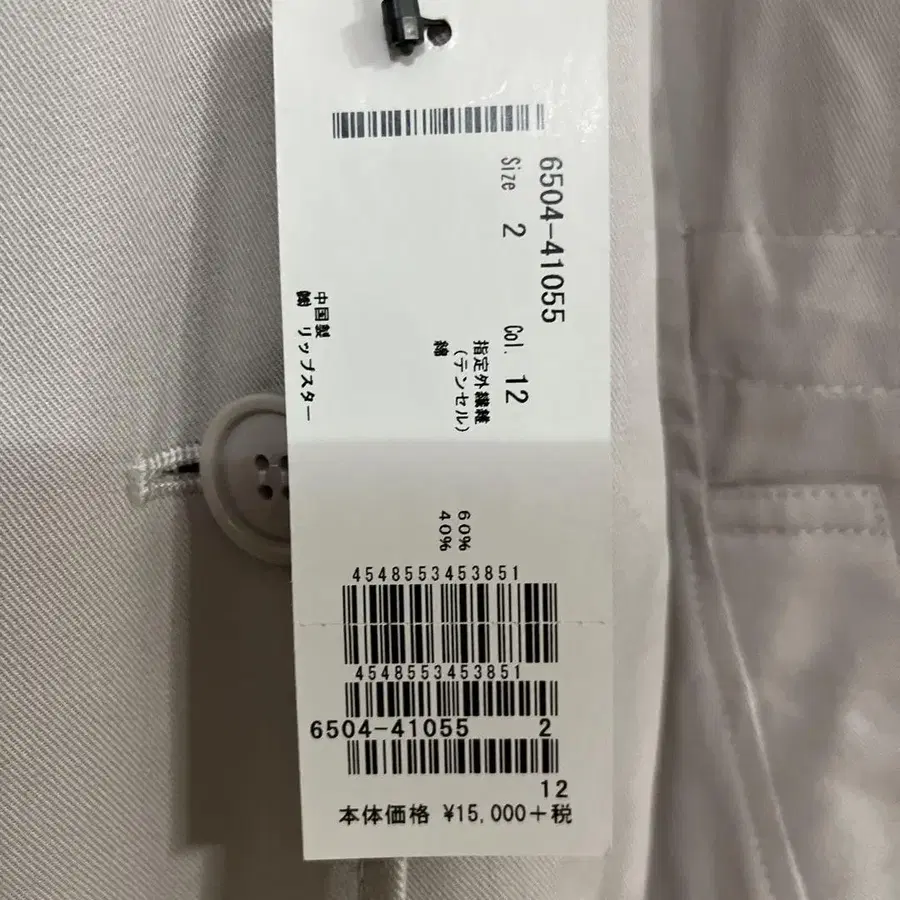 6504-41055
Size 2 Col. 12
指定外繊維 60%
(テンセル)
綿 40%
中国製
㈱ リップスター
4548553453851
4548553453851
6504-41055 2
12
本体価格 ¥15,000+税